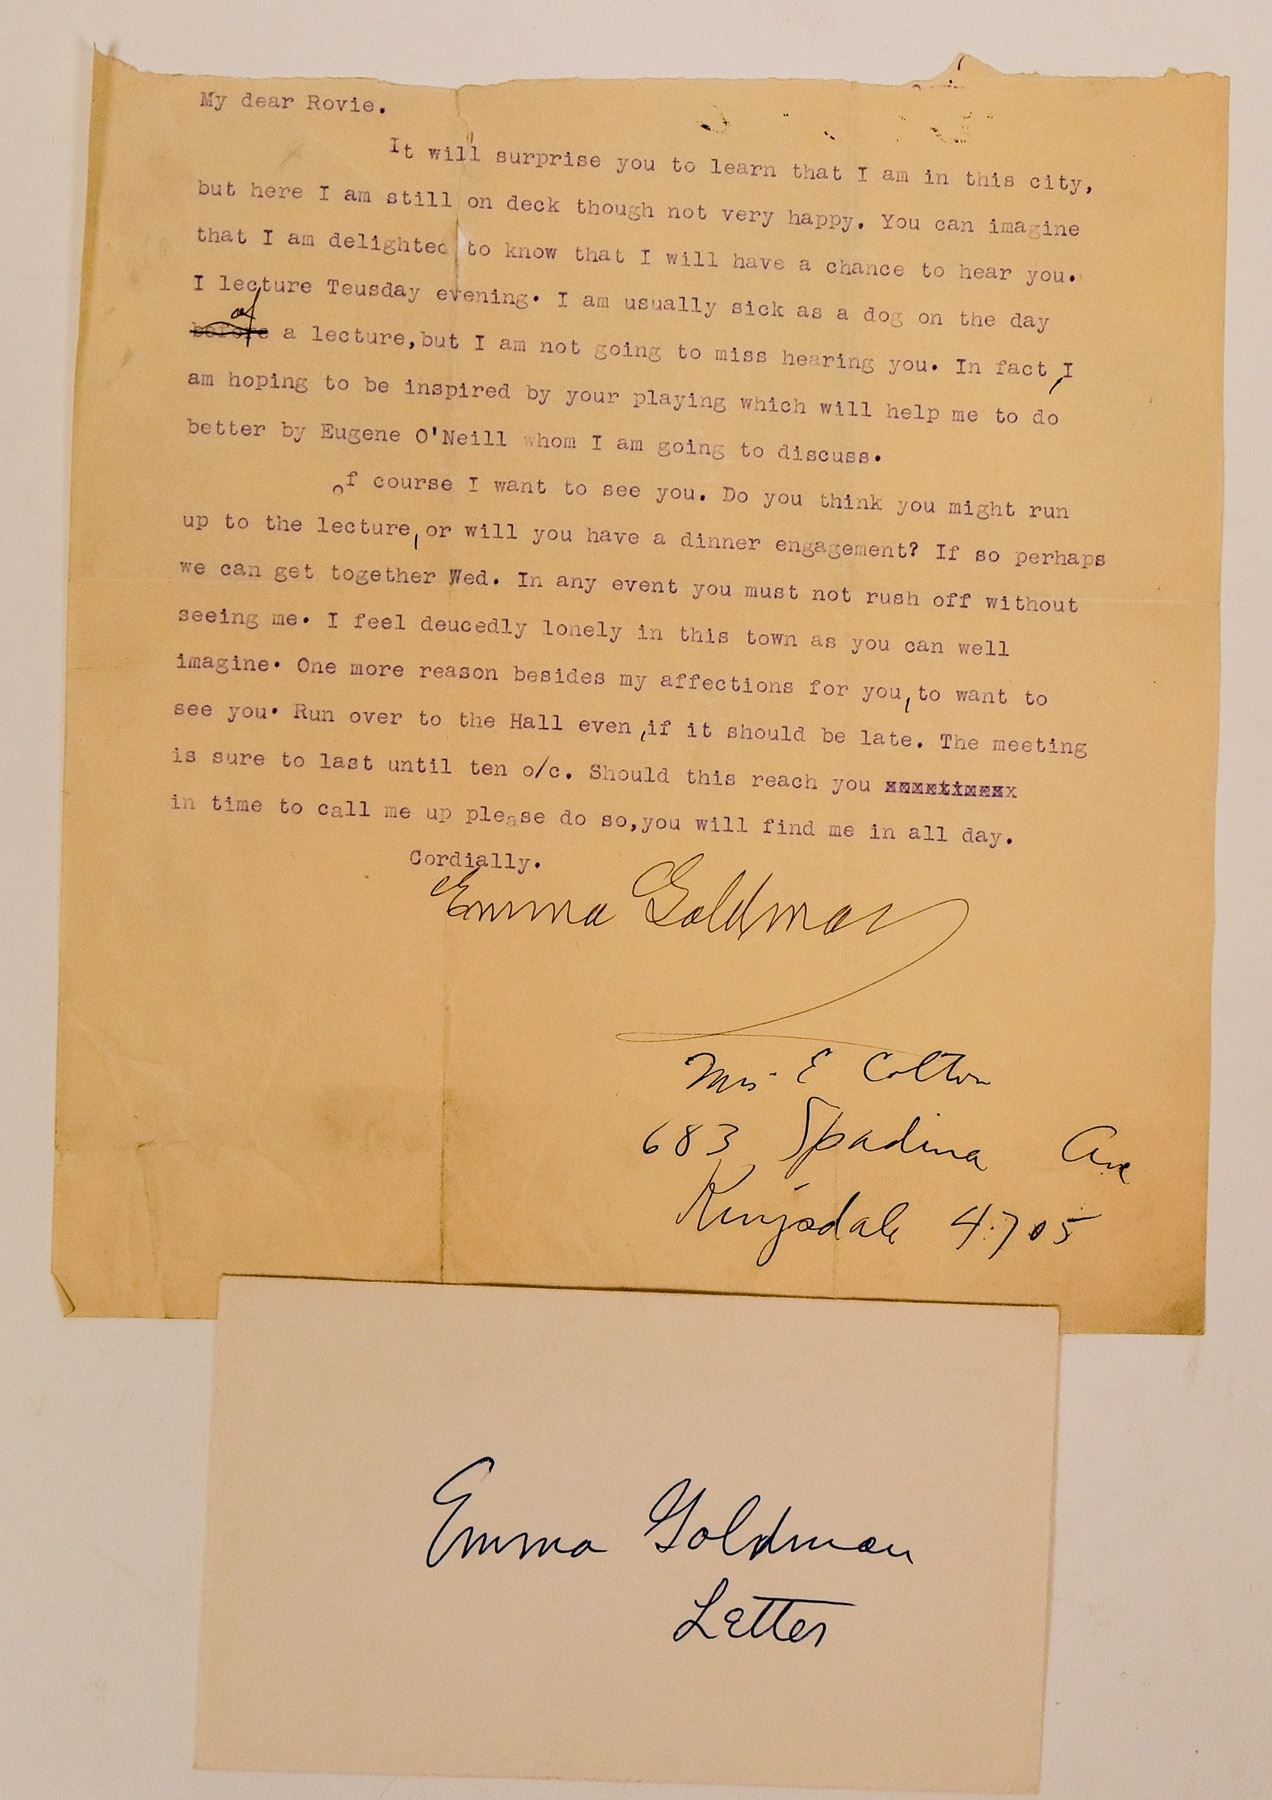 My dear Rovie.
It will surprise you to learn that I am in this city,
but here I am still on deck though not very happy. You can imagine
that I am delighted to know that I will have a chance to hear you.
I lecture Teusday evening. I am usually sick as a dog on the day
of
before a lecture,but I am not going to miss hearing you. In fact,I
am hoping to be inspired by your playing which will help me to do
better by Eugene O'Neill whom I am going to discuss.
of course I want to see you. Do you think you might run
up to the lecture,or will you have a dinner engagement? If so perhaps
we can get together Wed. In any event you must not rush off without
seeing me. I feel deucedly lonely in this town as you can well
imagine. One more reason besides my affections for you,to want to
see you. Run over to the Hall even,if it should be late. The meeting
is sure to last until ten o/c. Should this reach you
in time to call me up please do so,you will find me in all day.
Cordially.
Emma Goldman
Mrs. E Colton
683 Spadina Ave
Kingsdale 4705
Emma Goldman
Letter